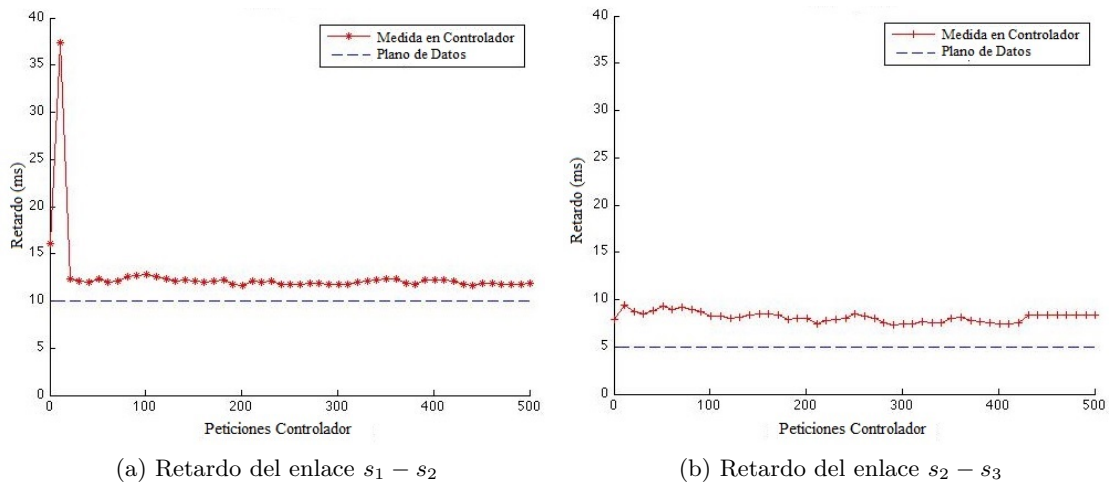 40
35
30
25
20
15
10
5
0
Retardo (ms)
0 100 200 300 400 500
Peticiones Controlador
Medida en Controlador
Plano de Datos
(a) Retardo del enlace s₁ − s₂
40
35
30
25
20
15
10
5
0
Retardo (ms)
0 100 200 300 400 500
Peticiones Controlador
Medida en Controlador
Plano de Datos
(b) Retardo del enlace s₂ − s₃